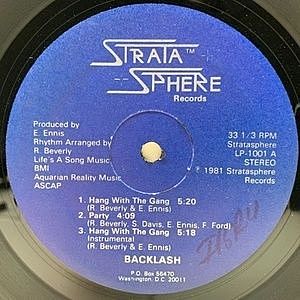 STRATA™
SPHERE
Records
Produced by
E. Ennis
Rhythm Arranged by
R. Beverly
Life's A Song Music
BMI
Aquarian Reality Music
ASCAP
33 1/3 RPM
Stratasphere
LP-1001 A
STEREO
℗ 1981 Stratasphere
Records
1. Hang With The Gang 5:20
(R. Beverly & E. Ennis)
2. Party 4:09
(R. Beverly, S. Davis, E. Ennis, F. Ford)
3. Hang With The Gang 5:18
Instrumental
(R. Beverly & E. Ennis)
BACKLASH
P.O. Box 56470
Washington, D.C. 20011